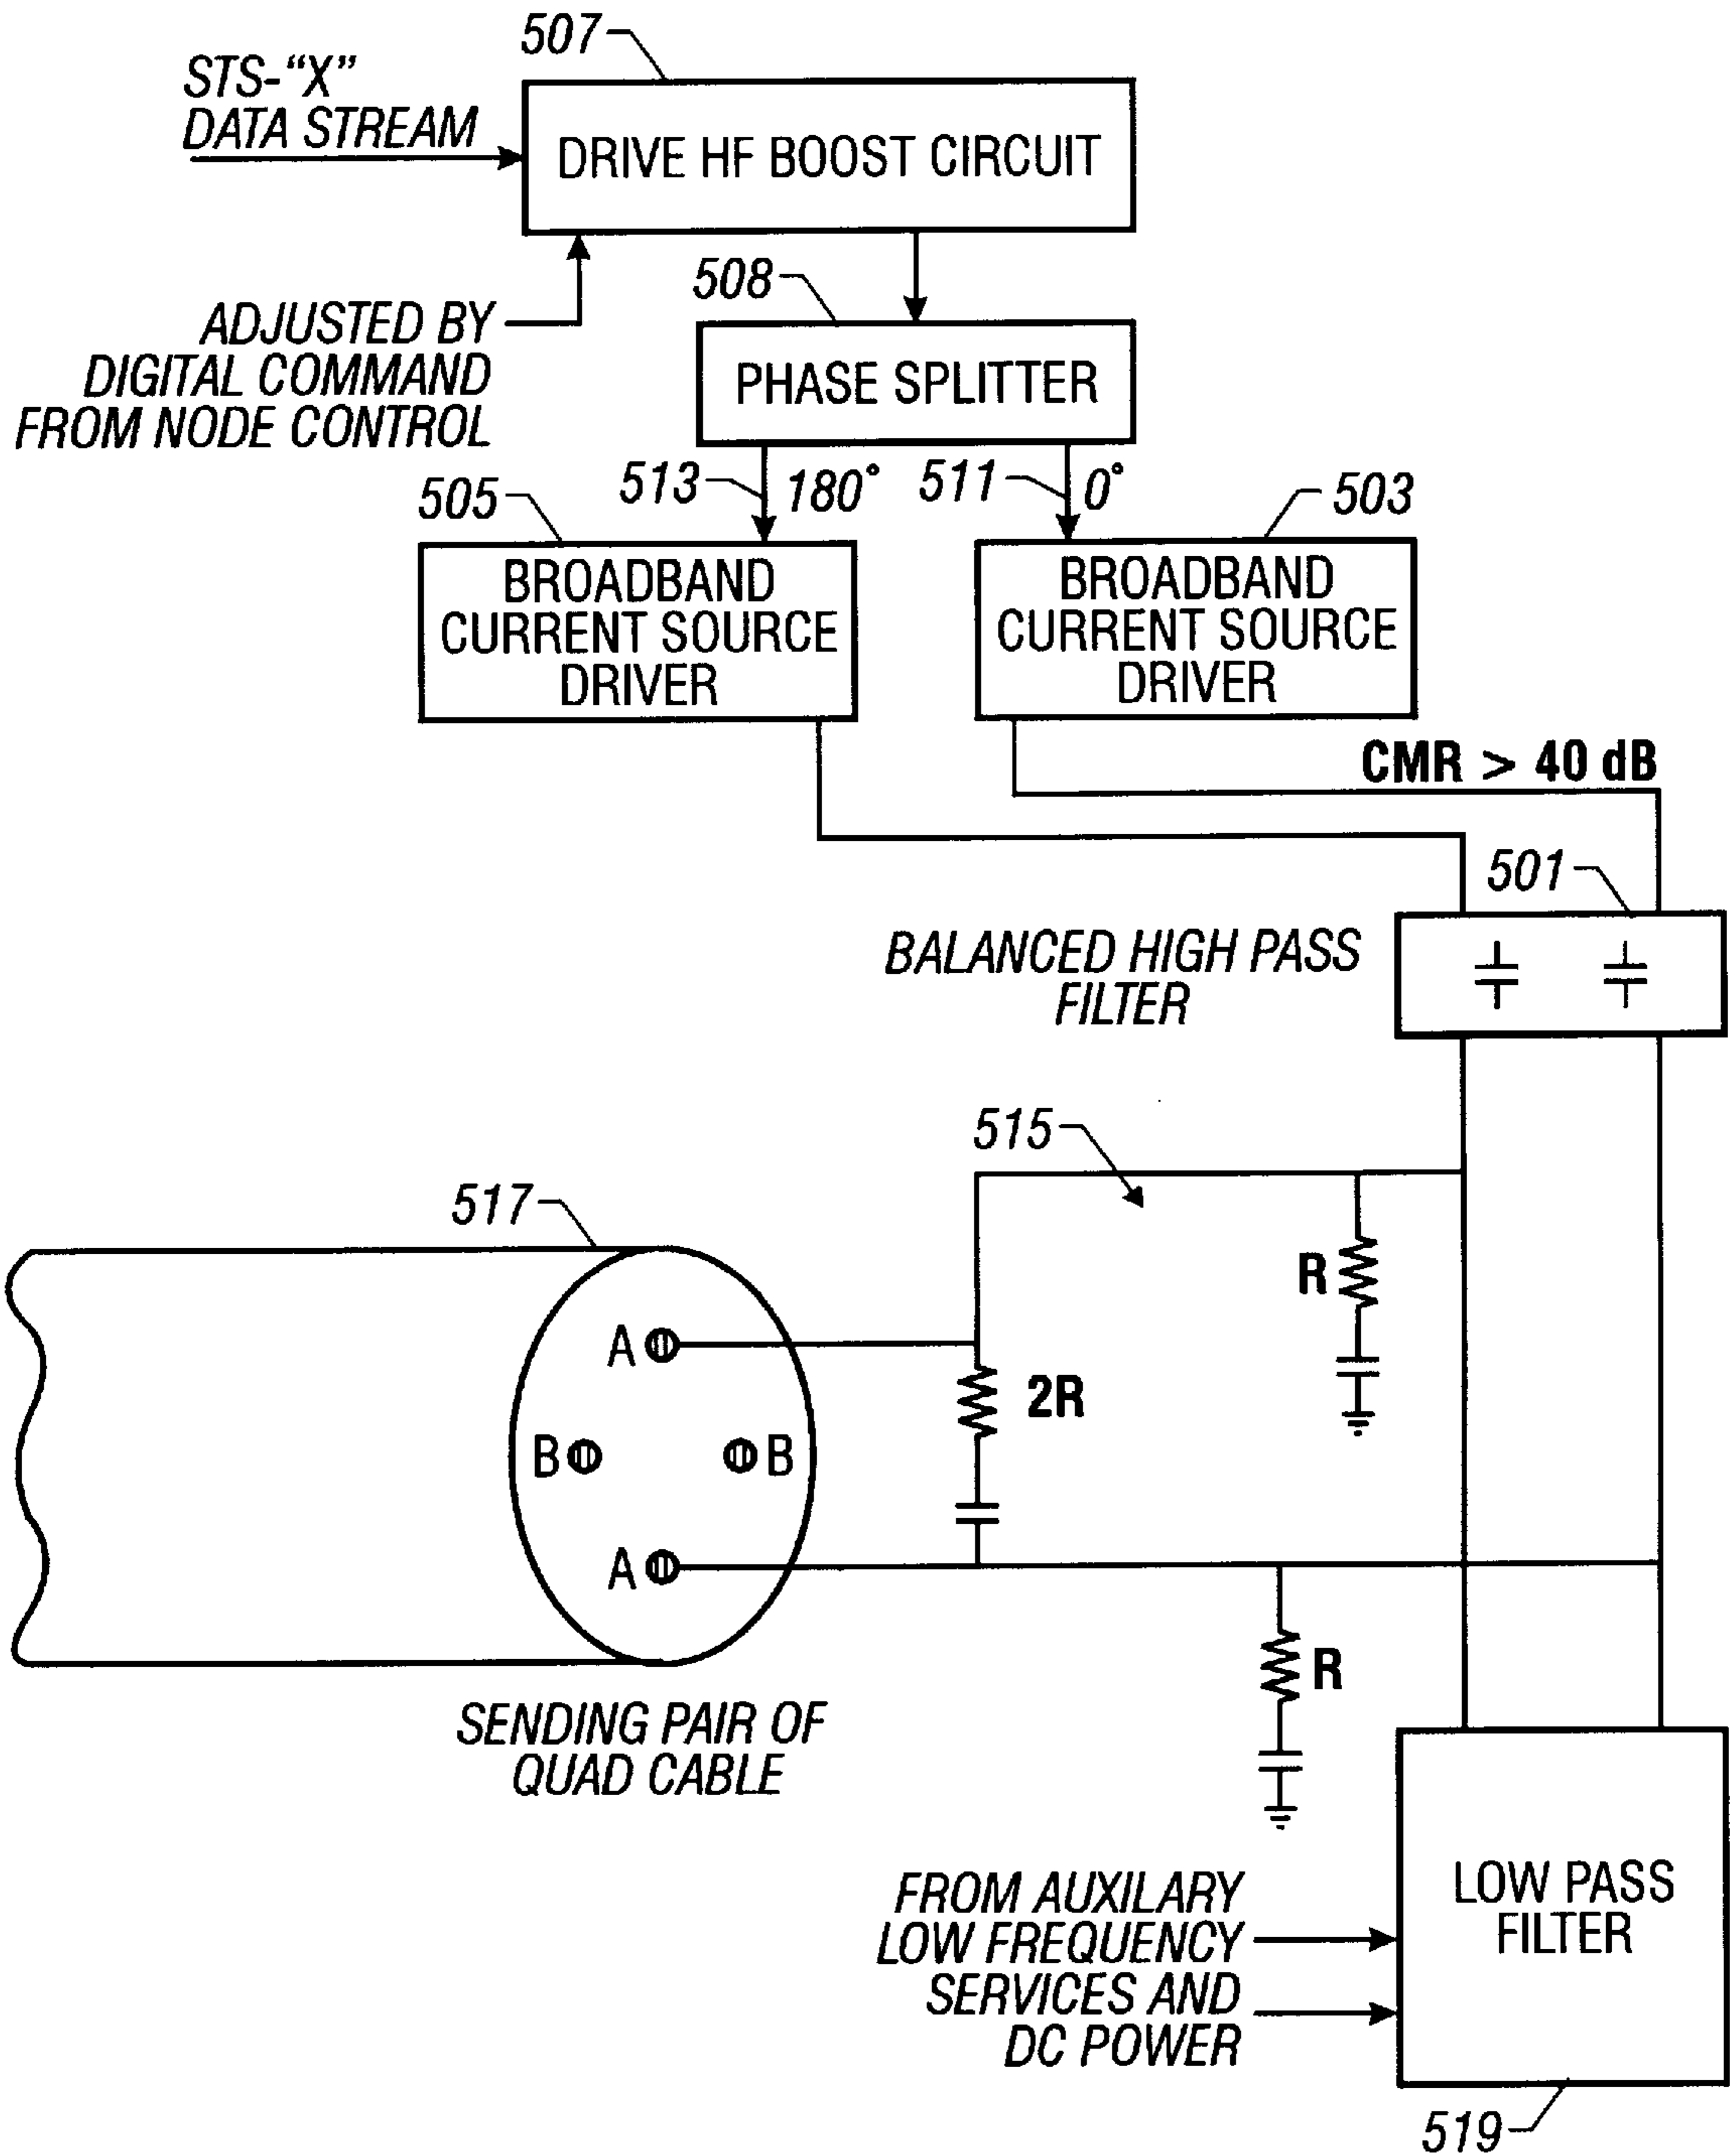 507
STS-“X”
DATA STREAM
DRIVE HF BOOST CIRCUIT
508
ADJUSTED BY
DIGITAL COMMAND
FROM NODE CONTROL
PHASE SPLITTER
513
180°
511
0°
505
503
BROADBAND
CURRENT SOURCE
DRIVER
BROADBAND
CURRENT SOURCE
DRIVER
CMR > 40 dB
501
BALANCED HIGH PASS
FILTER
515
517
R
A
2R
B
B
A
R
SENDING PAIR OF
QUAD CABLE
FROM AUXILARY
LOW FREQUENCY
SERVICES AND
DC POWER
LOW PASS
FILTER
519